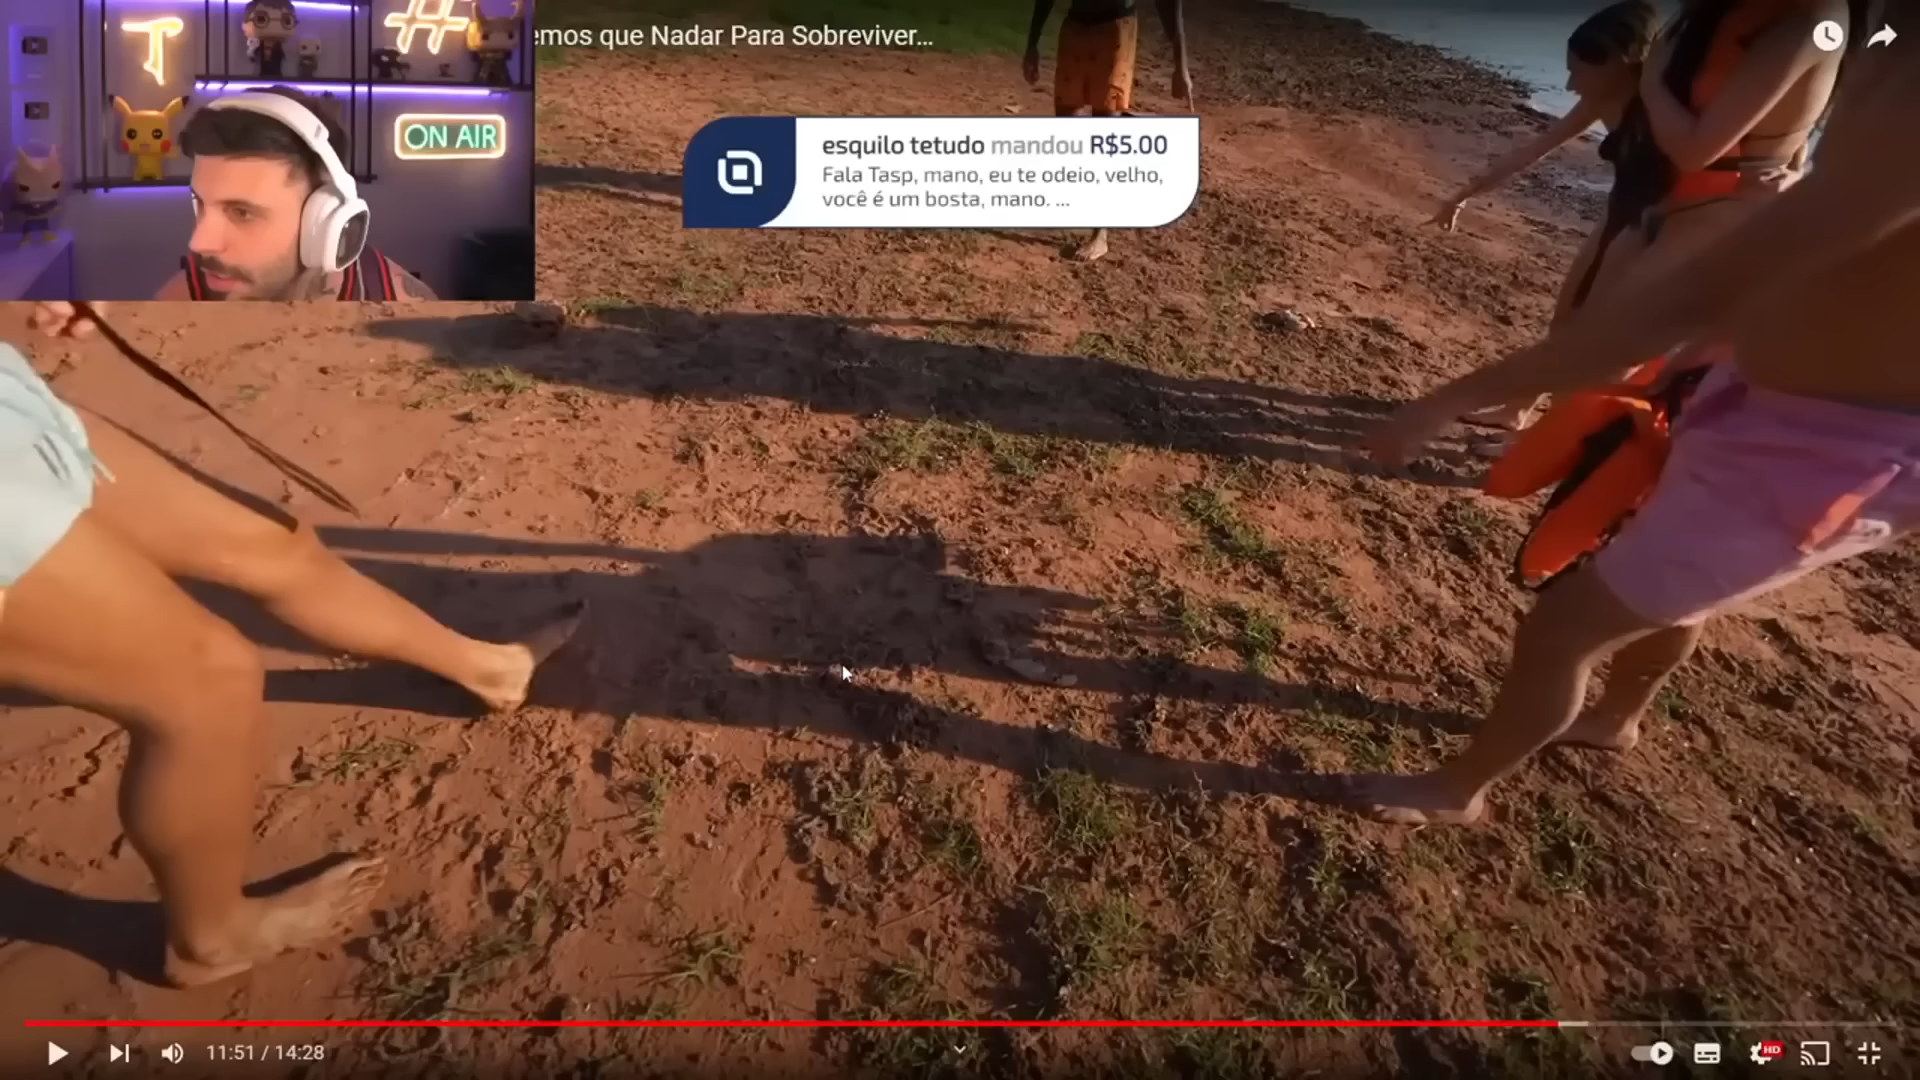 emos que Nadar Para Sobreviver...
ON AIR
esquilo tetudo mandou R$5.00
Fala Tasp, mano, eu te odeio, velho,
você é um bosta, mano. ...
11:51 / 14:28
HD